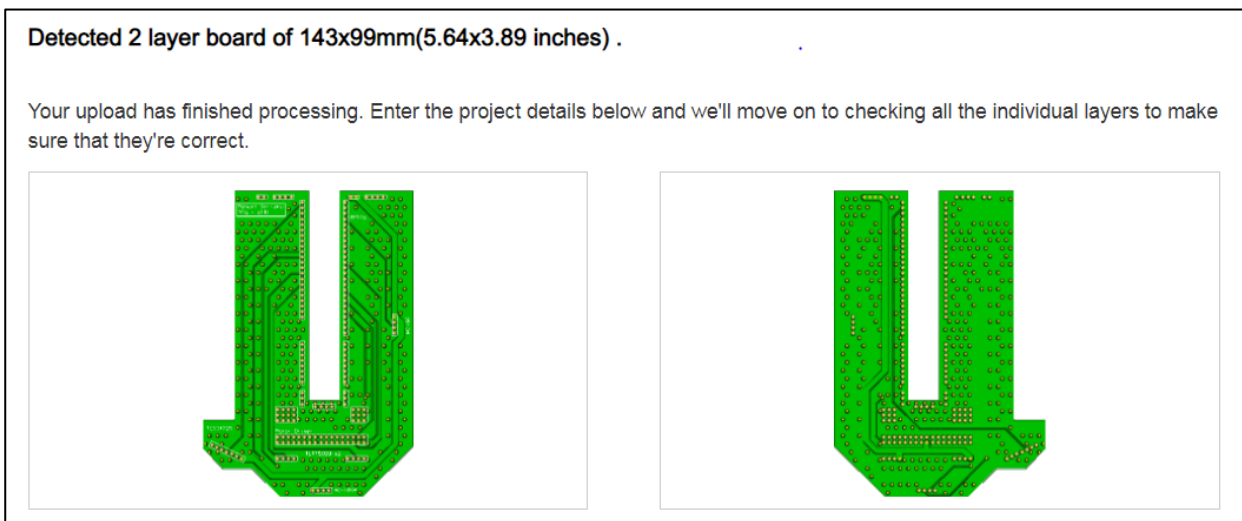 Detected 2 layer board of 143x99mm(5.64x3.89 inches) .
Your upload has finished processing. Enter the project details below and we'll move on to checking all the individual layers to make
sure that they're correct.